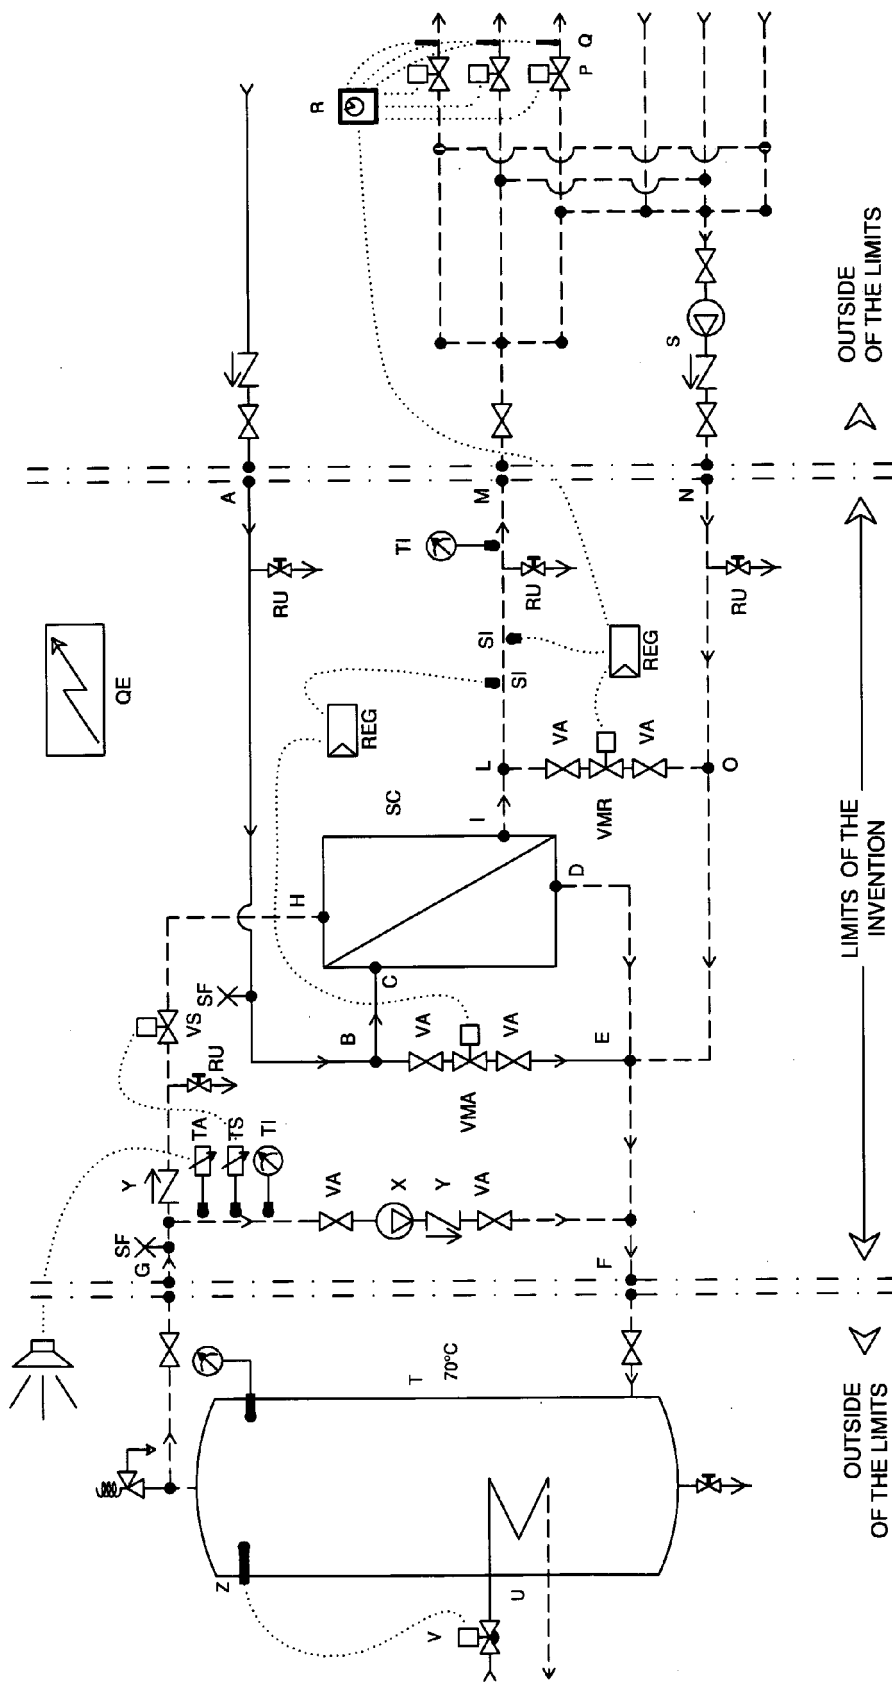 QE
Y
SF
G
VS
SF
TA
RU
Z
TS
A
TI
RU
H
R
VA
B
REG
C
SC
X
TI
T
VA
V
Y
70°C
VMA
VA
L
M
SI
I
VA
SI
U
RU
VA
D
P
Q
F
E
VMR
VA
REG
S
N
O
RU
OUTSIDE
OF THE LIMITS
LIMITS OF THE
INVENTION
OUTSIDE
OF THE LIMITS